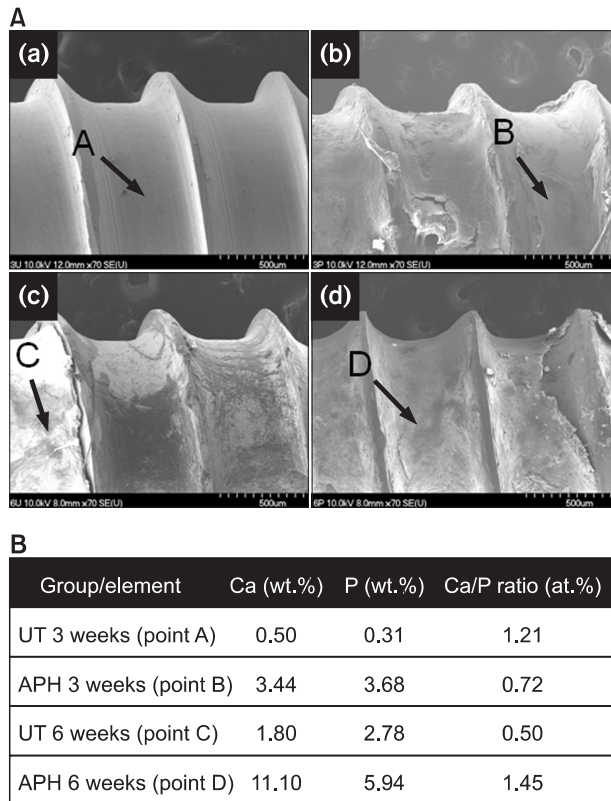 A
(a)
(b)
A
B
3U 10.0kV 12.0mm x70 SE(U) 500um
3P 10.0kV 12.0mm x70 SE(U) 500um
(c)
(d)
C
D
6U 10.0kV 8.0mm x70 SE(U) 500um
6P 10.0kV 8.0mm x70 SE(U) 500um
B
Group/element Ca (wt.%) P (wt.%) Ca/P ratio (at.%)
UT 3 weeks (point A) 0.50 0.31 1.21
APH 3 weeks (point B) 3.44 3.68 0.72
UT 6 weeks (point C) 1.80 2.78 0.50
APH 6 weeks (point D) 11.10 5.94 1.45